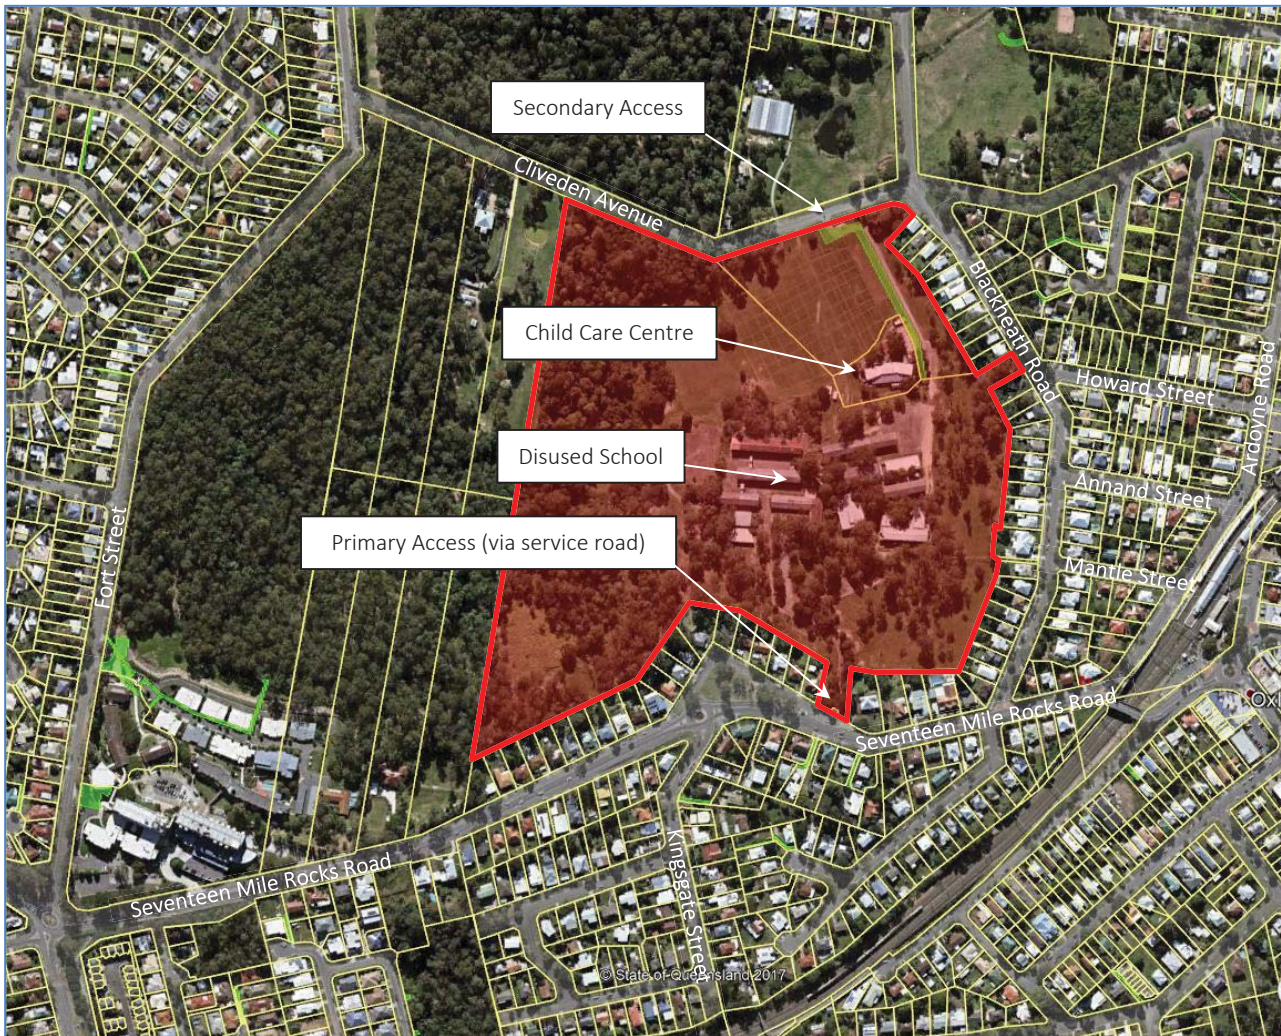 Secondary Access
Cliveden Avenue
Child Care Centre
Blackheath Road
Howard Street
Ardoyne Road
Disused School
Annand Street
Primary Access (via service road)
Mantle Street
Fort Street
Seventeen Mile Rocks Road
Seventeen Mile Rocks Road
Kingsgate Street
© State of Queensland 2017